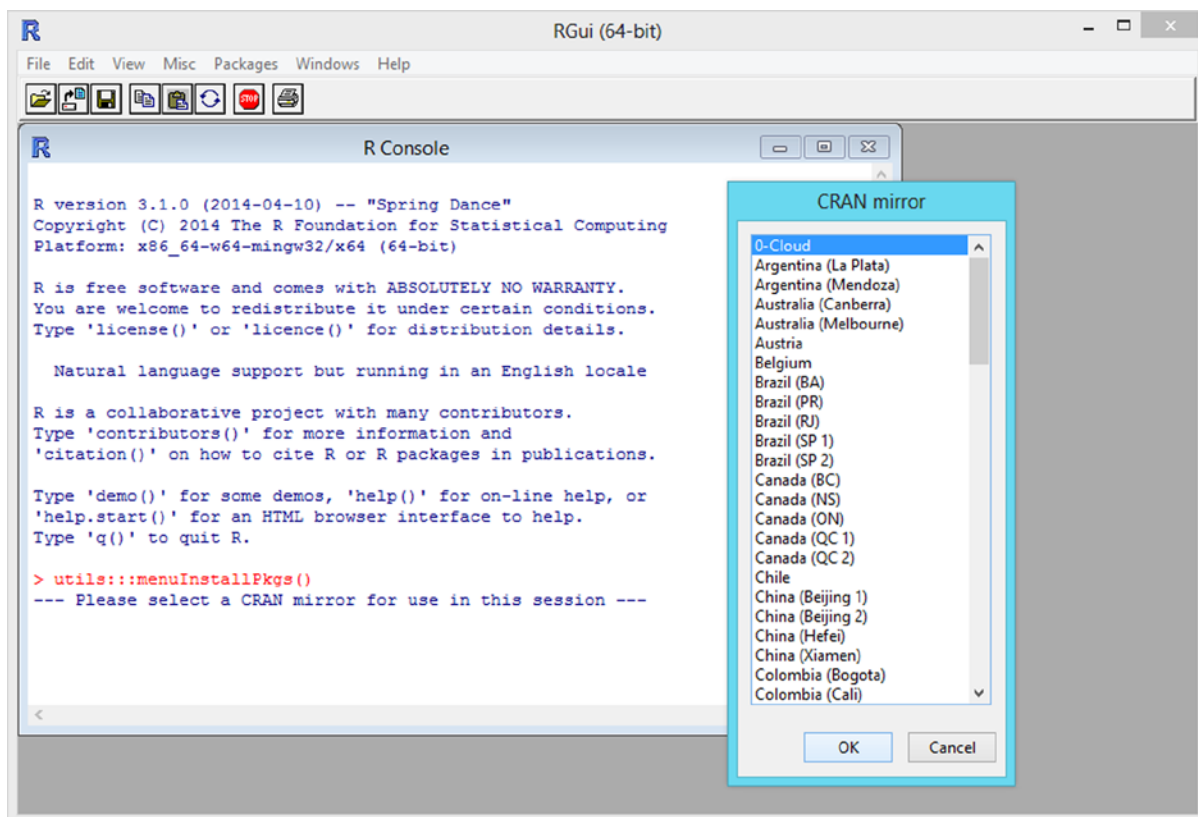 RGui (64-bit)
File Edit View Misc Packages Windows Help
STOP
R Console
R version 3.1.0 (2014-04-10) -- "Spring Dance"
Copyright (C) 2014 The R Foundation for Statistical Computing
Platform: x86_64-w64-mingw32/x64 (64-bit)
R is free software and comes with ABSOLUTELY NO WARRANTY.
You are welcome to redistribute it under certain conditions.
Type 'license()' or 'licence()' for distribution details.
Natural language support but running in an English locale
R is a collaborative project with many contributors.
Type 'contributors()' for more information and
'citation()' on how to cite R or R packages in publications.
Type 'demo()' for some demos, 'help()' for on-line help, or
'help.start()' for an HTML browser interface to help.
Type 'q()' to quit R.
> utils:::menuInstallPkgs()
--- Please select a CRAN mirror for use in this session ---
CRAN mirror
0-Cloud
Argentina (La Plata)
Argentina (Mendoza)
Australia (Canberra)
Australia (Melbourne)
Austria
Belgium
Brazil (BA)
Brazil (PR)
Brazil (RJ)
Brazil (SP 1)
Brazil (SP 2)
Canada (BC)
Canada (NS)
Canada (ON)
Canada (QC 1)
Canada (QC 2)
Chile
China (Beijing 1)
China (Beijing 2)
China (Hefei)
China (Xiamen)
Colombia (Bogota)
Colombia (Cali)
OK Cancel